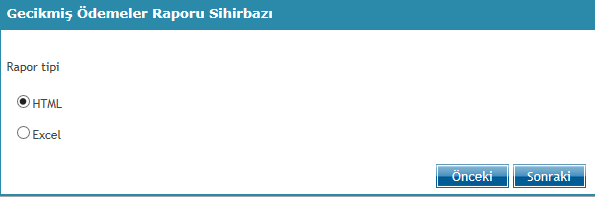 Gecikmiş Ödemeler Raporu Sihirbazı
Rapor tipi
HTML
Excel
Önceki Sonraki